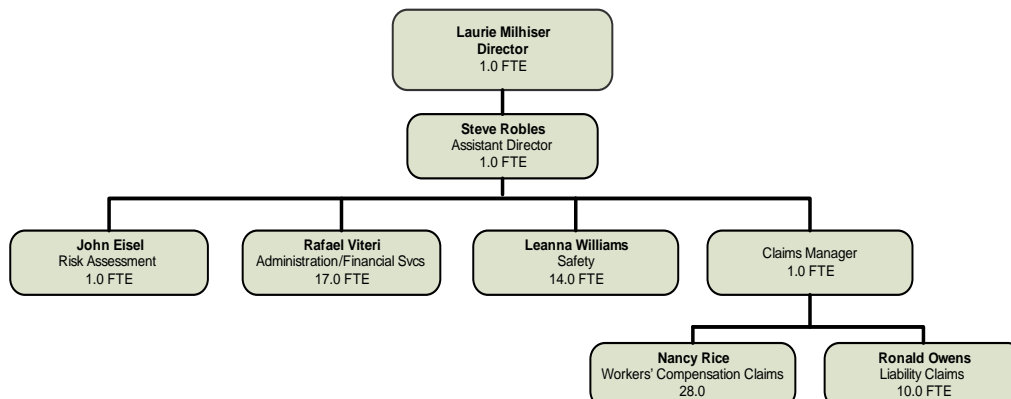 Laurie Milhiser
Director
1.0 FTE
Steve Robles
Assistant Director
1.0 FTE
John Eisel
Risk Assessment
1.0 FTE
Rafael Viteri
Administration/Financial Svcs
17.0 FTE
Leanna Williams
Safety
14.0 FTE
Claims Manager
1.0 FTE
Nancy Rice
Workers' Compensation Claims
28.0
Ronald Owens
Liability Claims
10.0 FTE